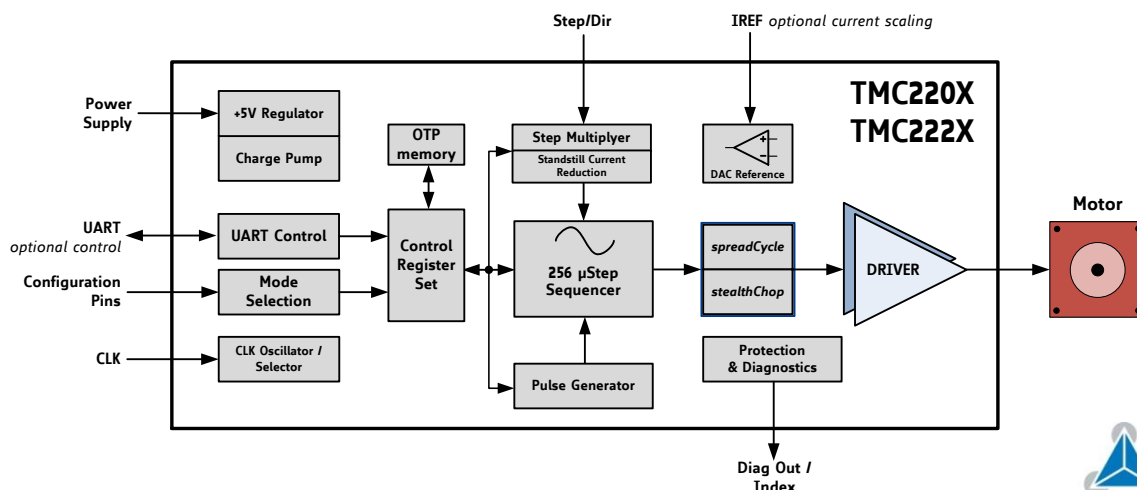 Step/Dir
IREF optional current scaling
TMC220X
TMC222X
Power
Supply
+5V Regulator
Charge Pump
OTP
memory
Step Multiplyer
Standstill Current
Reduction
+
−
DAC Reference
Motor
UART
optional control
UART Control
Control
Register
Set
256 µStep
Sequencer
spreadCycle
stealthChop
DRIVER
Configuration
Pins
Mode
Selection
CLK
CLK Oscillator /
Selector
Pulse Generator
Protection
& Diagnostics
Diag Out /
Index